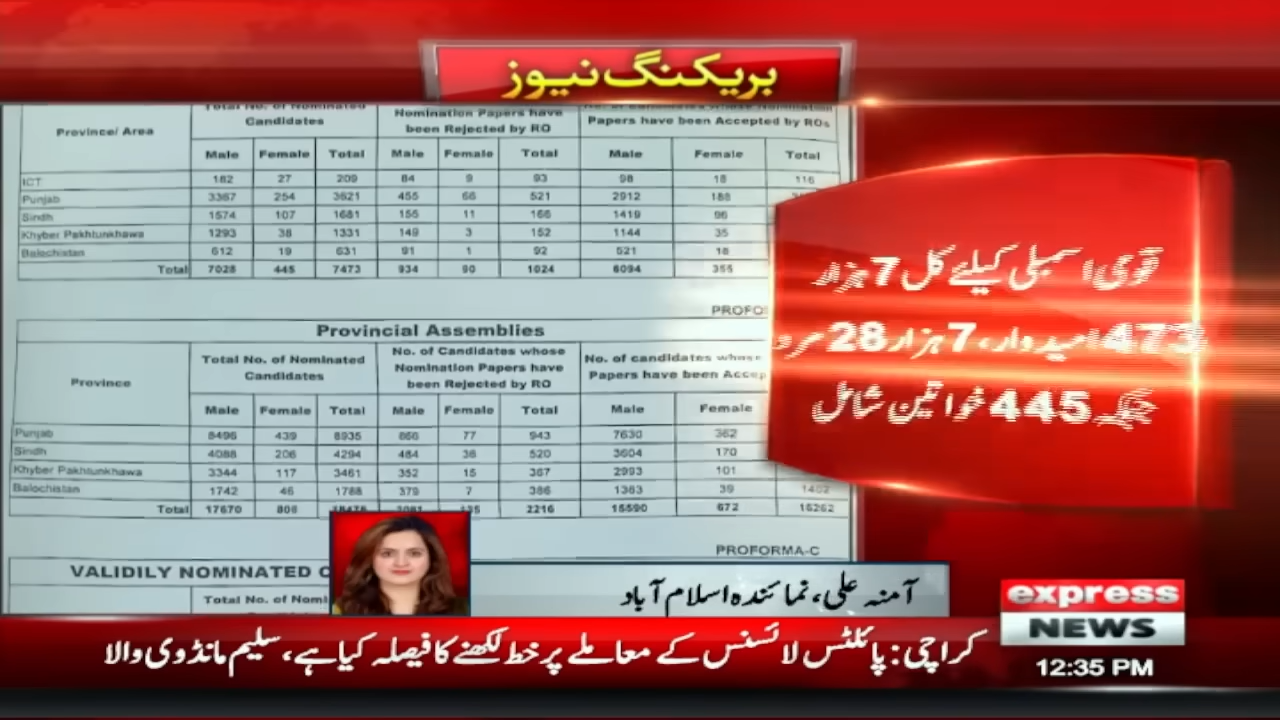 بریکنگ نیوز
Province/ Area
Total No. of Nominated Candidates
Nomination Papers have been Rejected by RO
Papers have been Accepted by ROs
Male Female Total Male Female Total Male Female Total
ICT 182 27 209 84 9 93 98 18 116
Punjab 3367 254 3621 455 66 521 2912 188
Sindh 1574 107 1681 155 11 166 1419 96
Khyber Pakhtunkhawa 1293 38 1331 149 3 152 1144 35
Balochistan 612 19 631 91 1 92 521 18
Total 7028 445 7473 934 90 1024 6094 355
PROFO
Provincial Assemblies
Province
Total No. of Nominated Candidates
No. of Candidates whose Nomination Papers have been Rejected by RO
No. of candidates whose Papers have been Accep
Male Female Total Male Female Total Male Female
Punjab 8496 439 8935 866 77 943 7630 362
Sindh 4088 206 4294 484 36 520 3604 170
Khyber Pakhtunkhawa 3344 117 3461 352 15 367 2993 101
Balochistan 1742 46 1788 379 7 386 1363 39 1402
Total 17670 808 2216 15590 672 16262
PROFORMA-C
VALIDILY NOMINATED C
Total No. of Nomi
قومی اسمبلی کیلئے کل 7 ہزار
473 امیدوار، 7 ہزار 28 مرد
جبکہ 445 خواتین شامل
آمنہ علی، نمائندہ اسلام آباد
express
NEWS
12:35 PM
کراچی: پائلٹس لائسنس کے معاملے پر خط لکھنے کا فیصلہ کیا ہے، سلیم مانڈوی والا